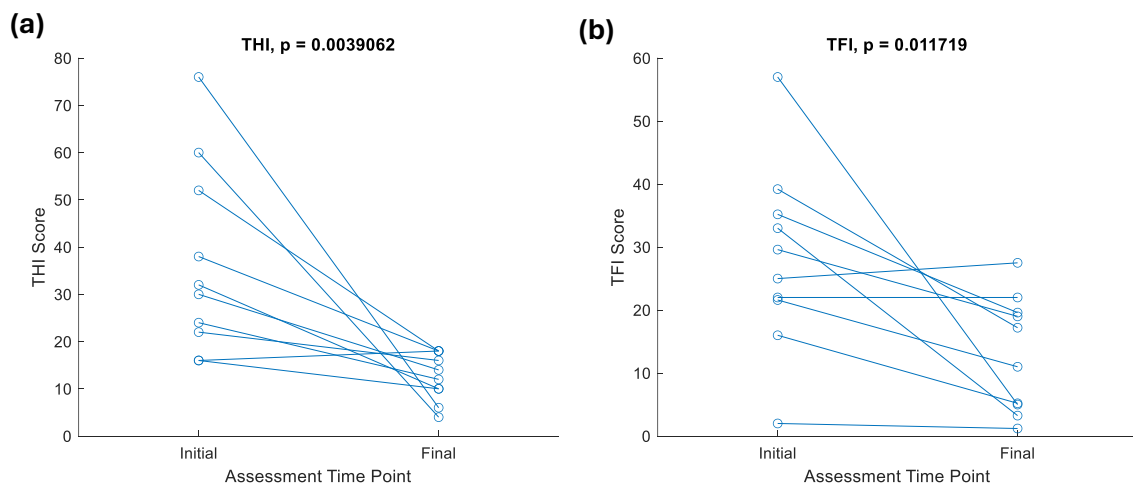 (a)
THI, p = 0.0039062
80
70
60
50
40
30
20
10
0
THI Score
Initial
Final
Assessment Time Point
(b)
TFI, p = 0.011719
60
50
40
30
20
10
0
TFI Score
Initial
Final
Assessment Time Point